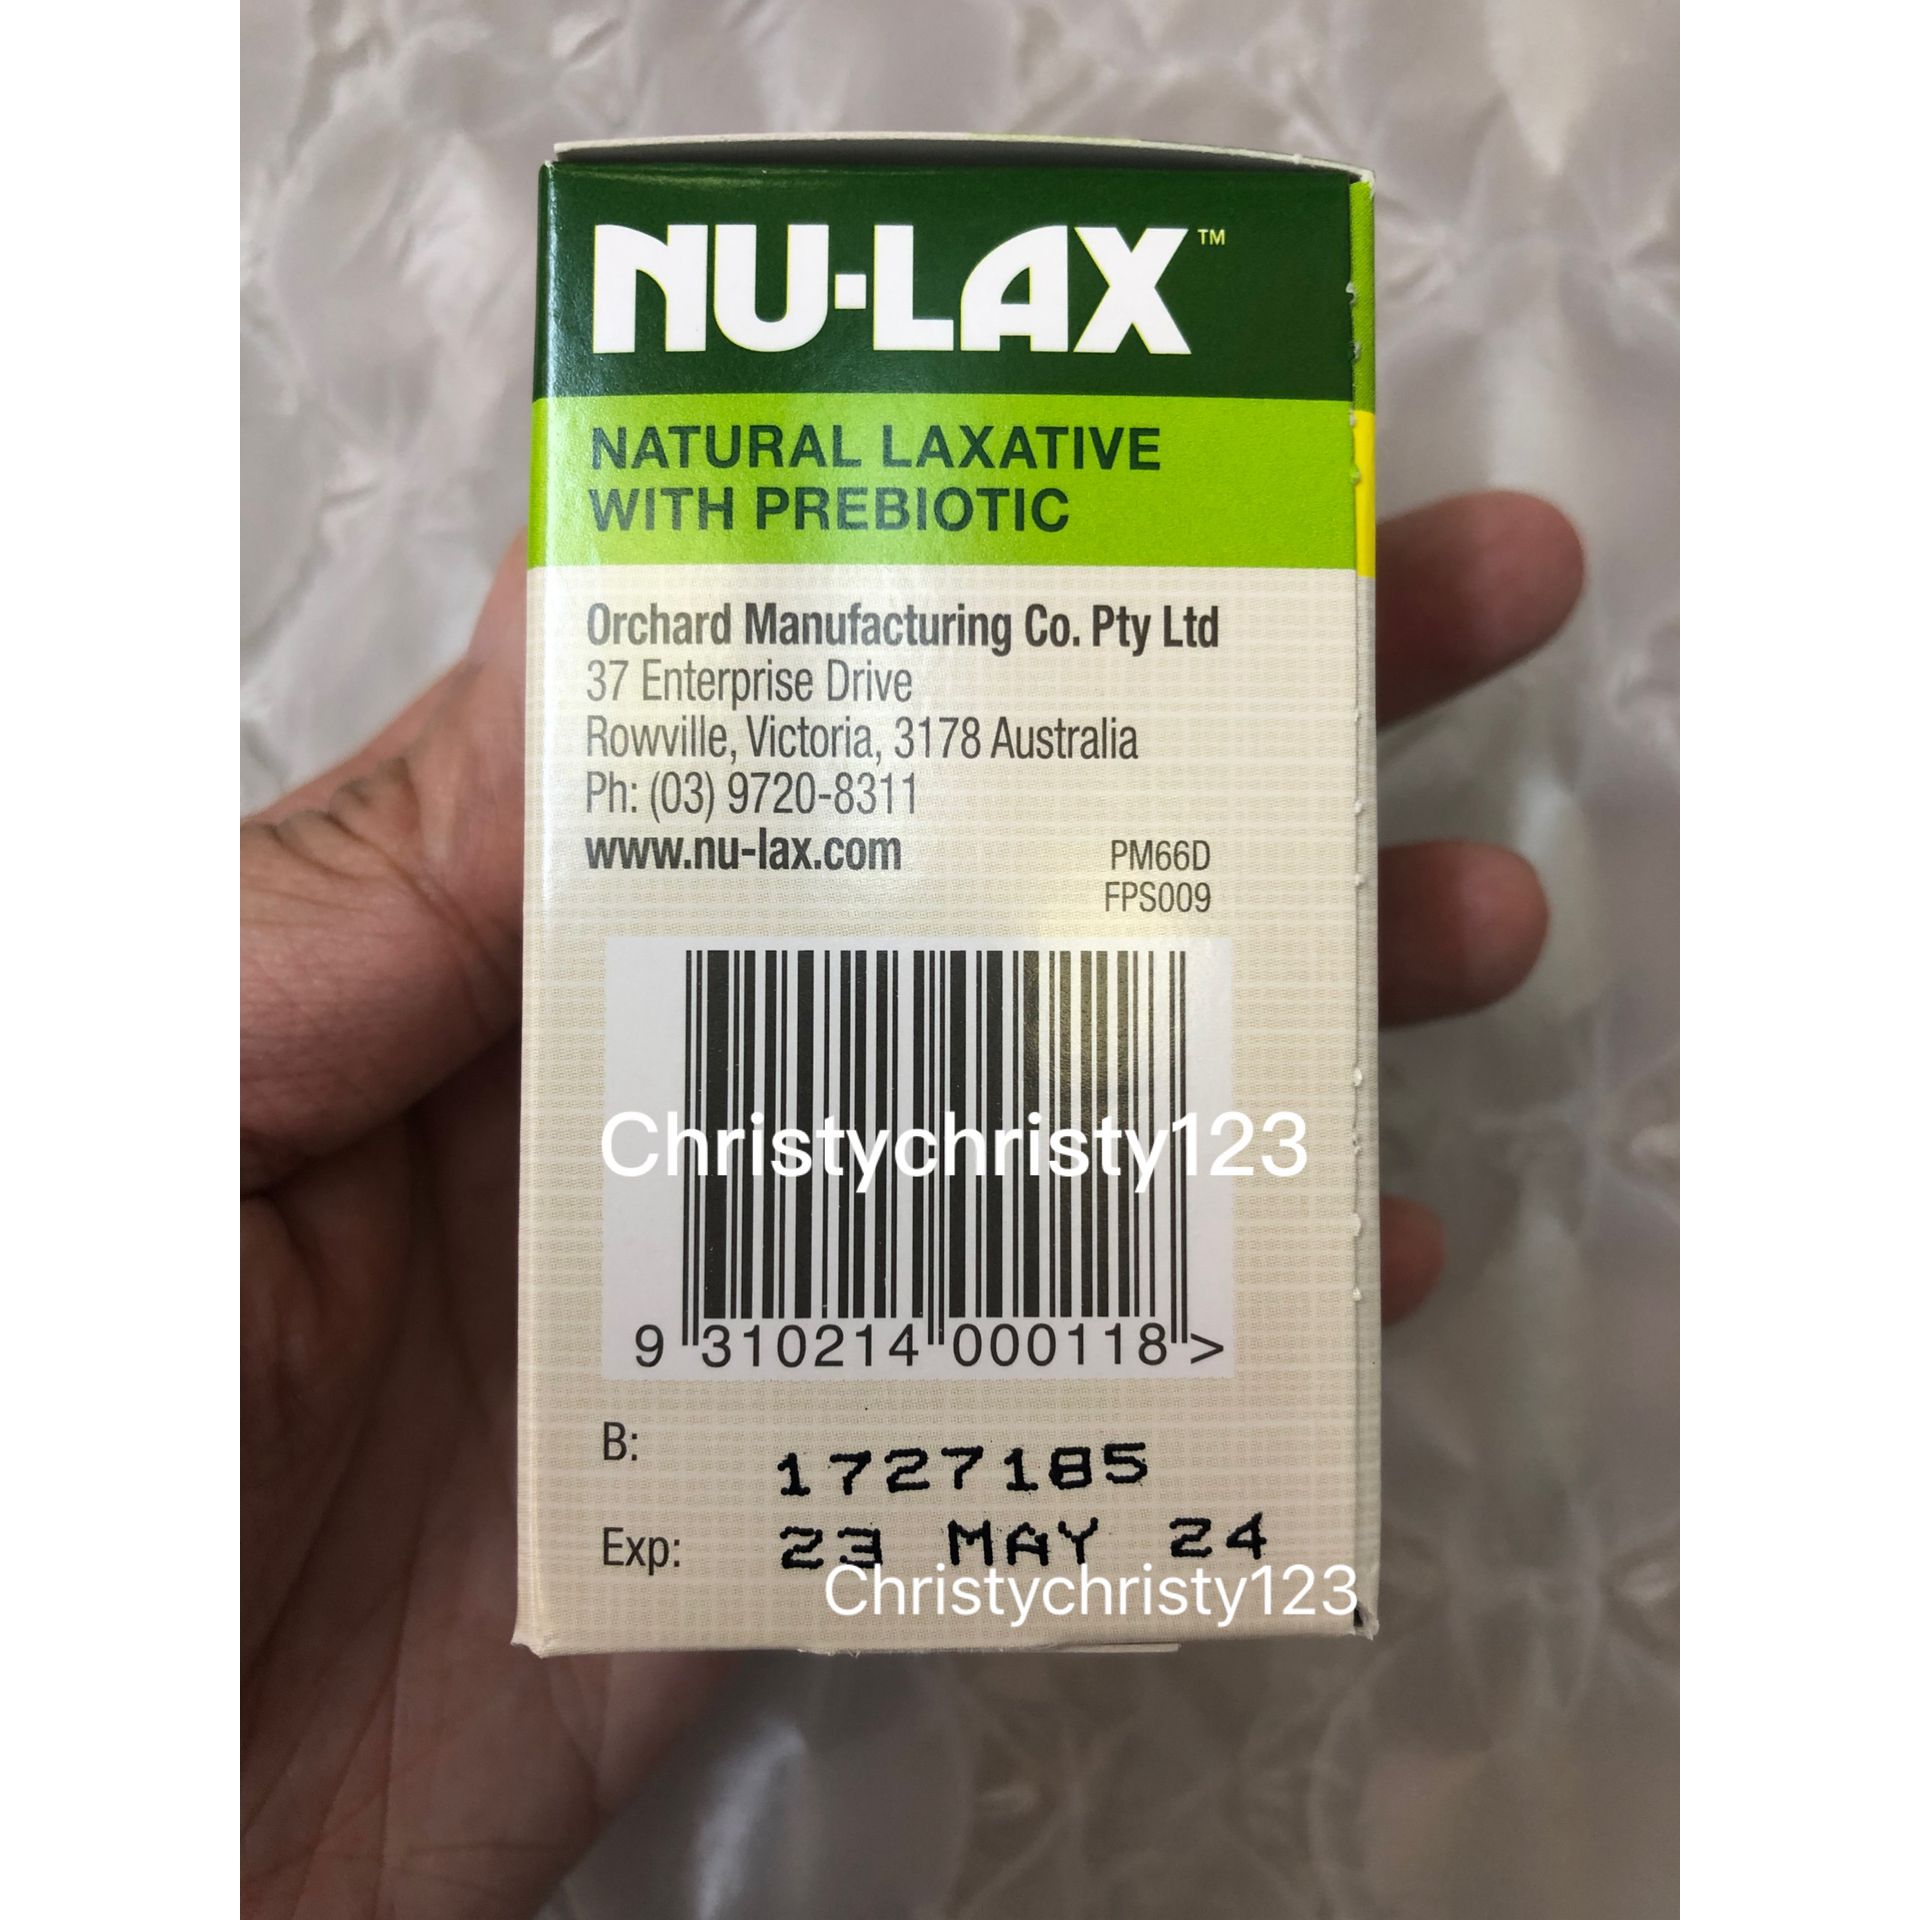 NU-LAX™
NATURAL LAXATIVE
WITH PREBIOTIC
Orchard Manufacturing Co. Pty Ltd
37 Enterprise Drive
Rowville, Victoria, 3178 Australia
Ph: (03) 9720-8311
www.nu-lax.com
PM66D
FPS009
Christychristy123
9 310214 000118 >
B: 1727185
Exp: 23 MAY 24
Christychristy123